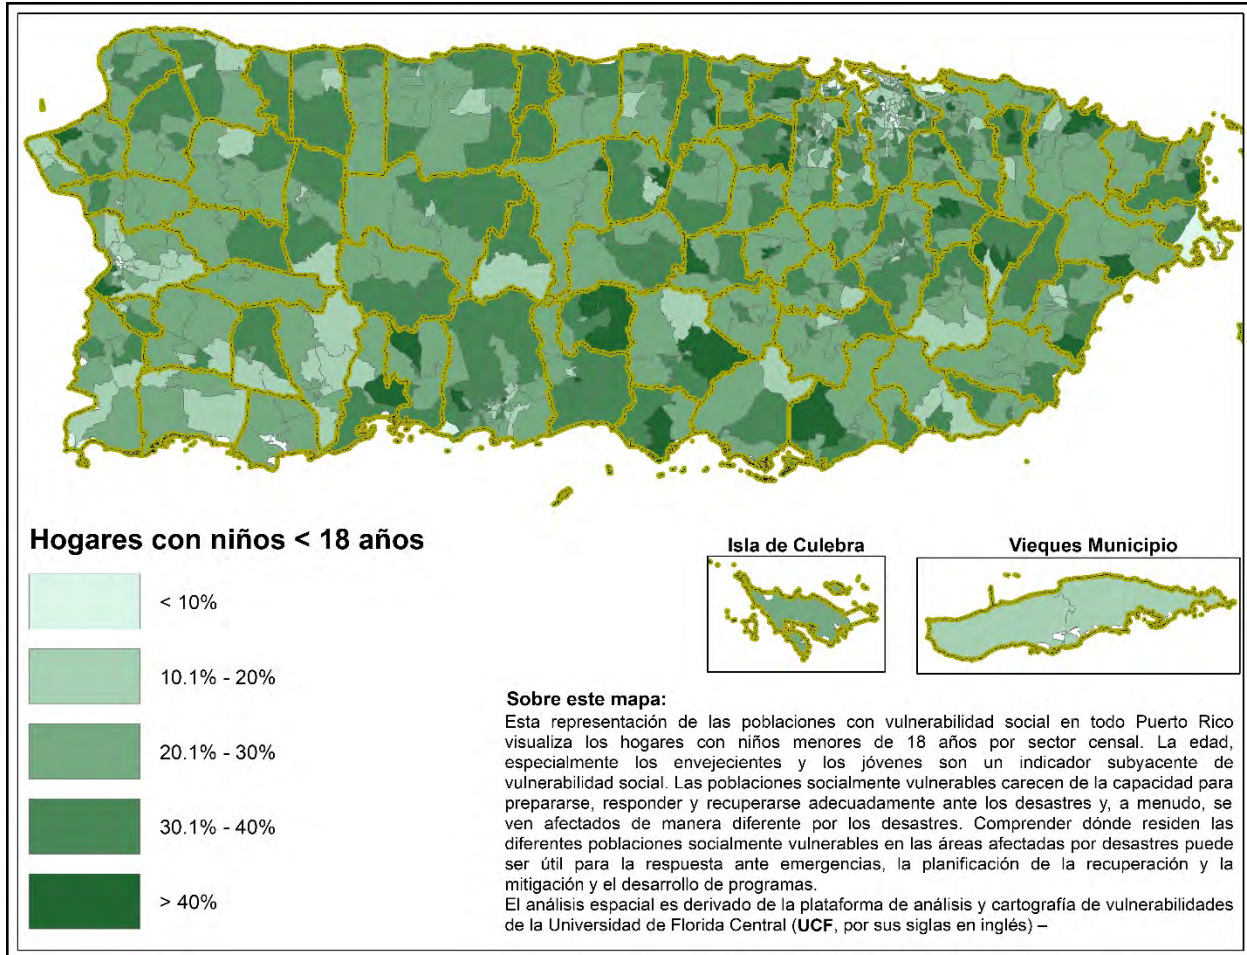 Hogares con niños < 18 años
< 10%
10.1% - 20%
20.1% - 30%
30.1% - 40%
> 40%
Isla de Culebra
Vieques Municipio
Sobre este mapa:
Esta representación de las poblaciones con vulnerabilidad social en todo Puerto Rico
visualiza los hogares con niños menores de 18 años por sector censal. La edad,
especialmente los envejecientes y los jóvenes son un indicador subyacente de
vulnerabilidad social. Las poblaciones socialmente vulnerables carecen de la capacidad para
prepararse, responder y recuperarse adecuadamente ante los desastres y, a menudo, se
ven afectados de manera diferente por los desastres. Comprender dónde residen las
diferentes poblaciones socialmente vulnerables en las áreas afectadas por desastres puede
ser útil para la respuesta ante emergencias, la planificación de la recuperación y la
mitigación y el desarrollo de programas.
El análisis espacial es derivado de la plataforma de análisis y cartografía de vulnerabilidades
de la Universidad de Florida Central (UCF, por sus siglas en inglés) –